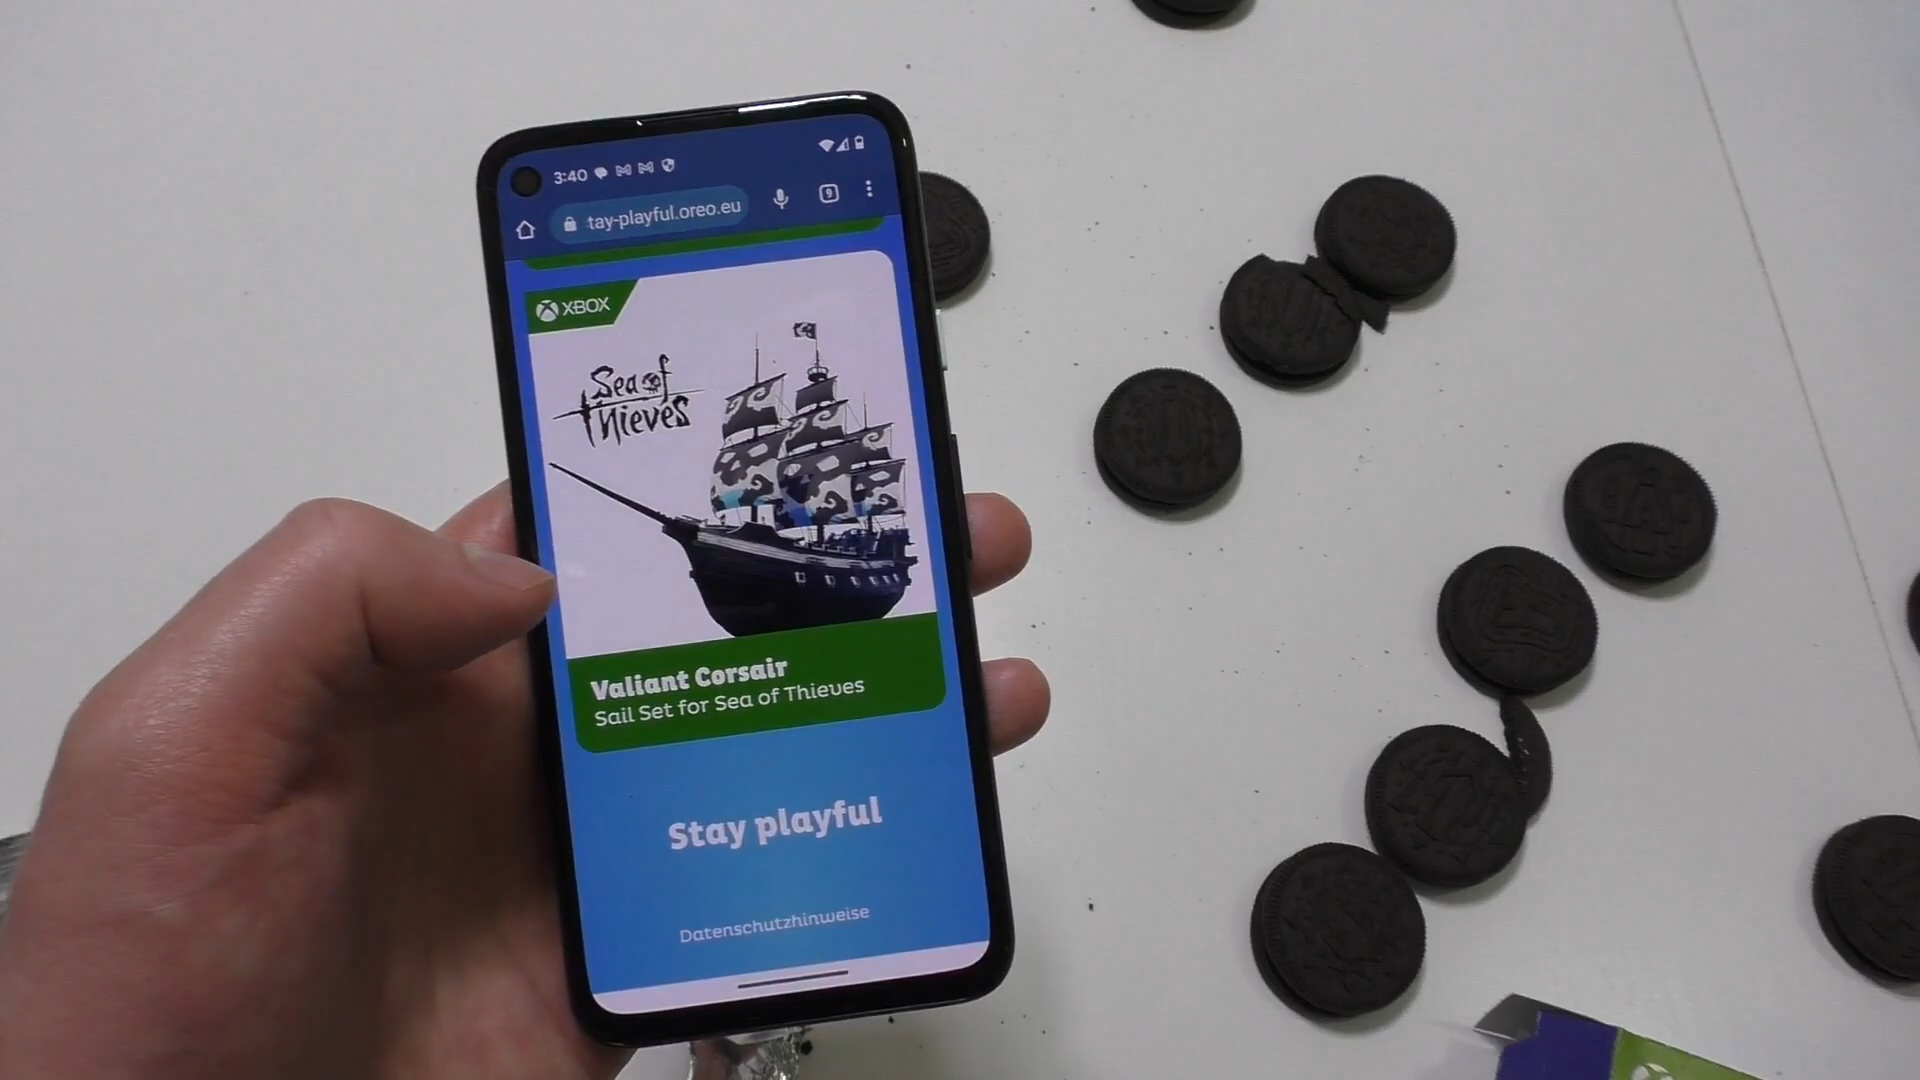 3:40
tay-playful.oreo.eu
9
XBOX
Sea of
Thieves
Valiant Corsair
Sail Set for Sea of Thieves
Stay playful
Datenschutzhinweise